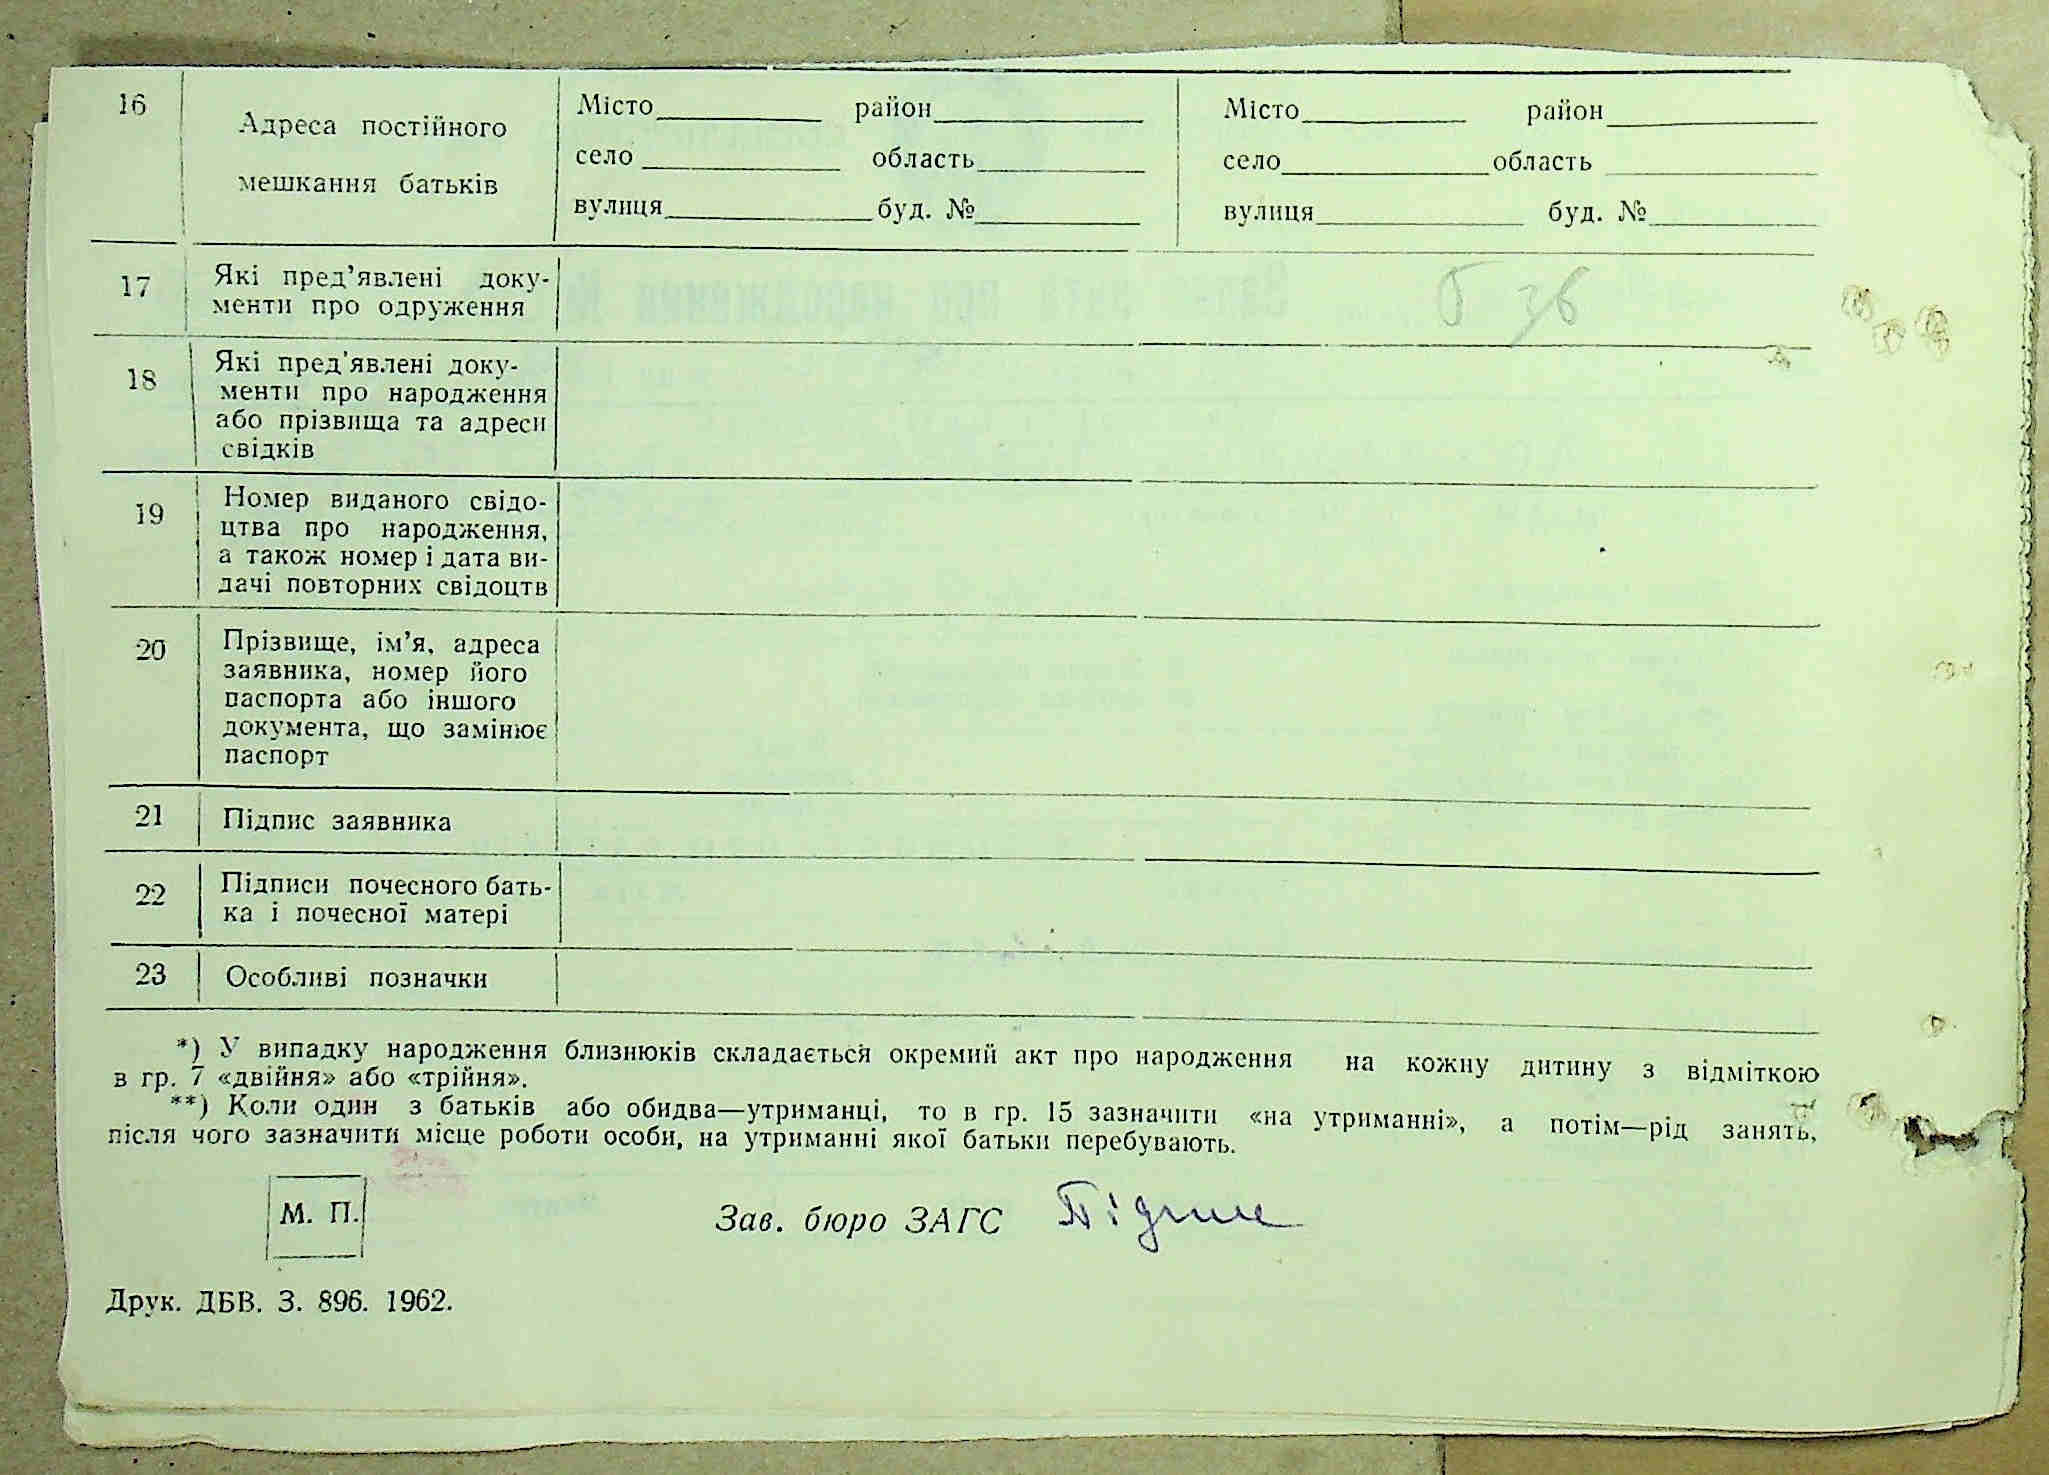 16
Адреса постійного
мешкання батьків
Місто район
село область
вулиця буд. №
Місто район
село область
вулиця буд. №
17
Які пред’явлені доку-
менти про одруження
18
Які пред’явлені доку-
менти про народження
або прізвища та адреси
свідків
19
Номер виданого свідо-
цтва про народження,
а також номер і дата ви-
дачі повторних свідоцтв
20
Прізвище, ім’я, адреса
заявника, номер його
паспорта або іншого
документа, що замінює
паспорт
21
Підпис заявника
22
Підписи почесного бать-
ка і почесної матері
23
Особливі позначки
*) У випадку народження близнюків складається окремий акт про народження на кожну дитину з відміткою
в гр. 7 «двійня» або «трійня».
**) Коли один з батьків або обидва—утриманці, то в гр. 15 зазначити «на утриманні», а потім—рід занять,
після чого зазначити місце роботи особи, на утриманні якої батьки перебувають.
М. П.
Зав. бюро ЗАГС Підпис
Друк. ДБВ. З. 896. 1962.